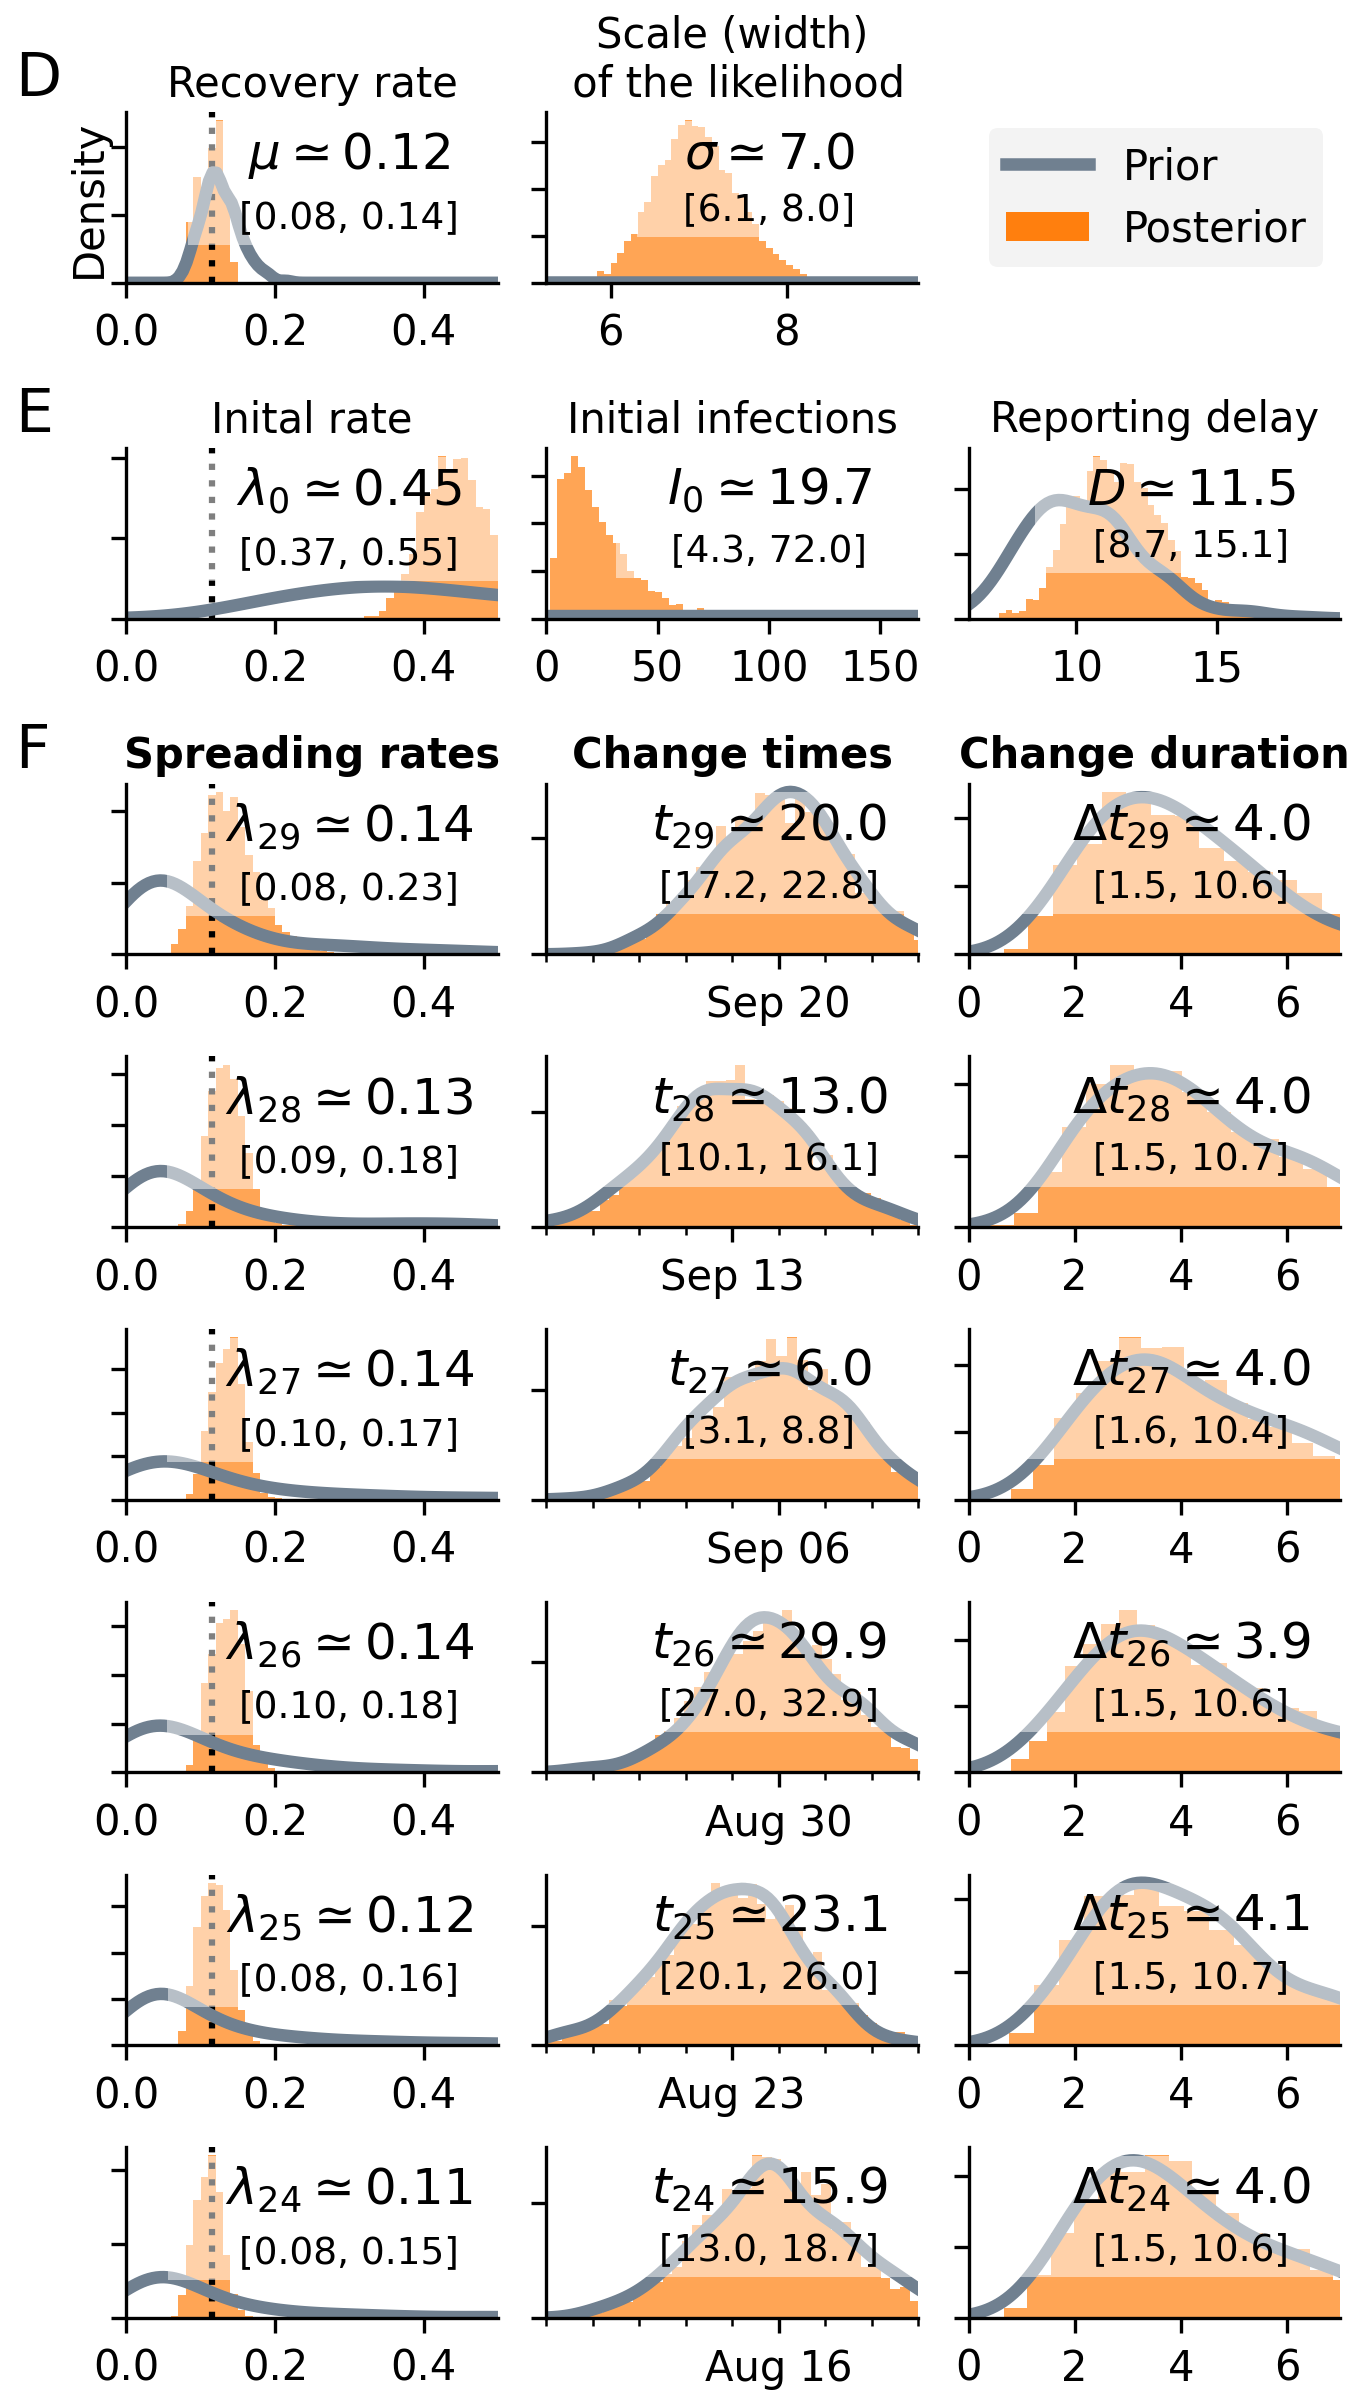 D
Recovery rate
Scale (width)
of the likelihood
Density
μ ≃ 0.12
[0.08, 0.14]
0.0 0.2 0.4
σ ≃ 7.0
[6.1, 8.0]
6 8
Prior
Posterior
E
Inital rate
λ0 ≃ 0.45
[0.37, 0.55]
0.0 0.2 0.4
Initial infections
I0 ≃ 19.7
[4.3, 72.0]
0 50 100 150
Reporting delay
D ≃ 11.5
[8.7, 15.1]
10 15
F
Spreading rates
Change times
Change duration
λ29 ≃ 0.14
[0.08, 0.23]
0.0 0.2 0.4
t29 ≃ 20.0
[17.2, 22.8]
Sep 20
Δt29 ≃ 4.0
[1.5, 10.6]
0 2 4 6
λ28 ≃ 0.13
[0.09, 0.18]
0.0 0.2 0.4
t28 ≃ 13.0
[10.1, 16.1]
Sep 13
Δt28 ≃ 4.0
[1.5, 10.7]
0 2 4 6
λ27 ≃ 0.14
[0.10, 0.17]
0.0 0.2 0.4
t27 ≃ 6.0
[3.1, 8.8]
Sep 06
Δt27 ≃ 4.0
[1.6, 10.4]
0 2 4 6
λ26 ≃ 0.14
[0.10, 0.18]
0.0 0.2 0.4
t26 ≃ 29.9
[27.0, 32.9]
Aug 30
Δt26 ≃ 3.9
[1.5, 10.6]
0 2 4 6
λ25 ≃ 0.12
[0.08, 0.16]
0.0 0.2 0.4
t25 ≃ 23.1
[20.1, 26.0]
Aug 23
Δt25 ≃ 4.1
[1.5, 10.7]
0 2 4 6
λ24 ≃ 0.11
[0.08, 0.15]
0.0 0.2 0.4
t24 ≃ 15.9
[13.0, 18.7]
Aug 16
Δt24 ≃ 4.0
[1.5, 10.6]
0 2 4 6